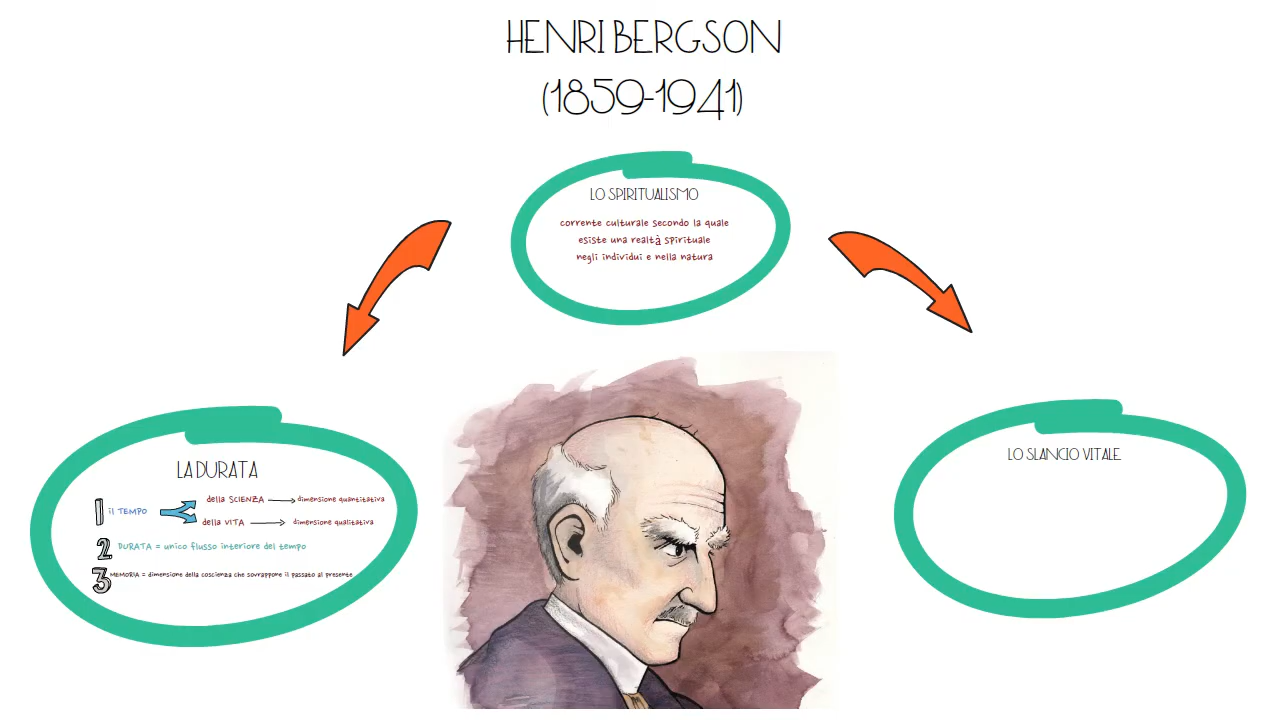 HENRI BERGSON
(1859-1941)
LO SPIRITUALISMO
corrente culturale secondo la quale
esiste una realtà spirituale
negli individui e nella natura
LA DURATA
1 il TEMPO
della SCIENZA dimensione quantitativa
della VITA dimensione qualitativa
2 DURATA = unico flusso interiore del tempo
3 MEMORIA = dimensione della coscienza che sovrappone il passato al presente
LO SLANCIO VITALE